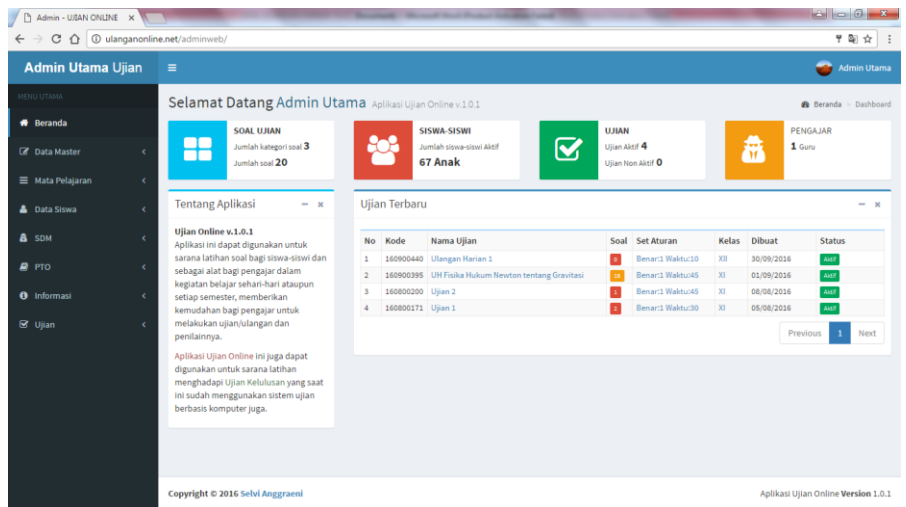 Admin - UJIAN ONLINE
ulanganonline.net/adminweb/
Admin Utama Ujian
Admin Utama
MENU UTAMA
Beranda
Data Master
Mata Pelajaran
Data Siswa
SDM
PTO
Informasi
Ujian
Selamat Datang Admin Utama Aplikasi Ujian Online v.1.0.1
Beranda > Dashboard
SOAL UJIAN
Jumlah kategori soal 3
Jumlah soal 20
SISWA-SISWI
Jumlah siswa-siswi Aktif
67 Anak
UJIAN
Ujian Aktif 4
Ujian Non Aktif 0
PENGAJAR
1 Guru
Tentang Aplikasi
Ujian Online v.1.0.1
Aplikasi ini dapat digunakan untuk
sarana latihan soal bagi siswa-siswi dan
sebagai alat bagi pengajar dalam
kegiatan belajar sehari-hari ataupun
setiap semester, memberikan
kemudahan bagi pengajar untuk
melakukan ujian/ulangan dan
penilainnya.
Aplikasi Ujian Online ini juga dapat
digunakan untuk sarana latihan
menghadapi Ujian Kelulusan yang saat
ini sudah menggunakan sistem ujian
berbasis komputer juga.
Ujian Terbaru
No Kode Nama Ujian Soal Set Aturan Kelas Dibuat Status
1 160900440 Ulangan Harian 1 Benar:1 Waktu:10 XII 30/09/2016 Aktif
2 160900395 UH Fisika Hukum Newton tentang Gravitasi Benar:1 Waktu:45 XI 01/09/2016 Aktif
3 160800200 Ujian 2 Benar:1 Waktu:45 XI 08/08/2016 Aktif
4 160800171 Ujian 1 Benar:1 Waktu:30 XI 05/08/2016 Aktif
Previous 1 Next
Copyright © 2016 Selvi Anggraeni
Aplikasi Ujian Online Version 1.0.1